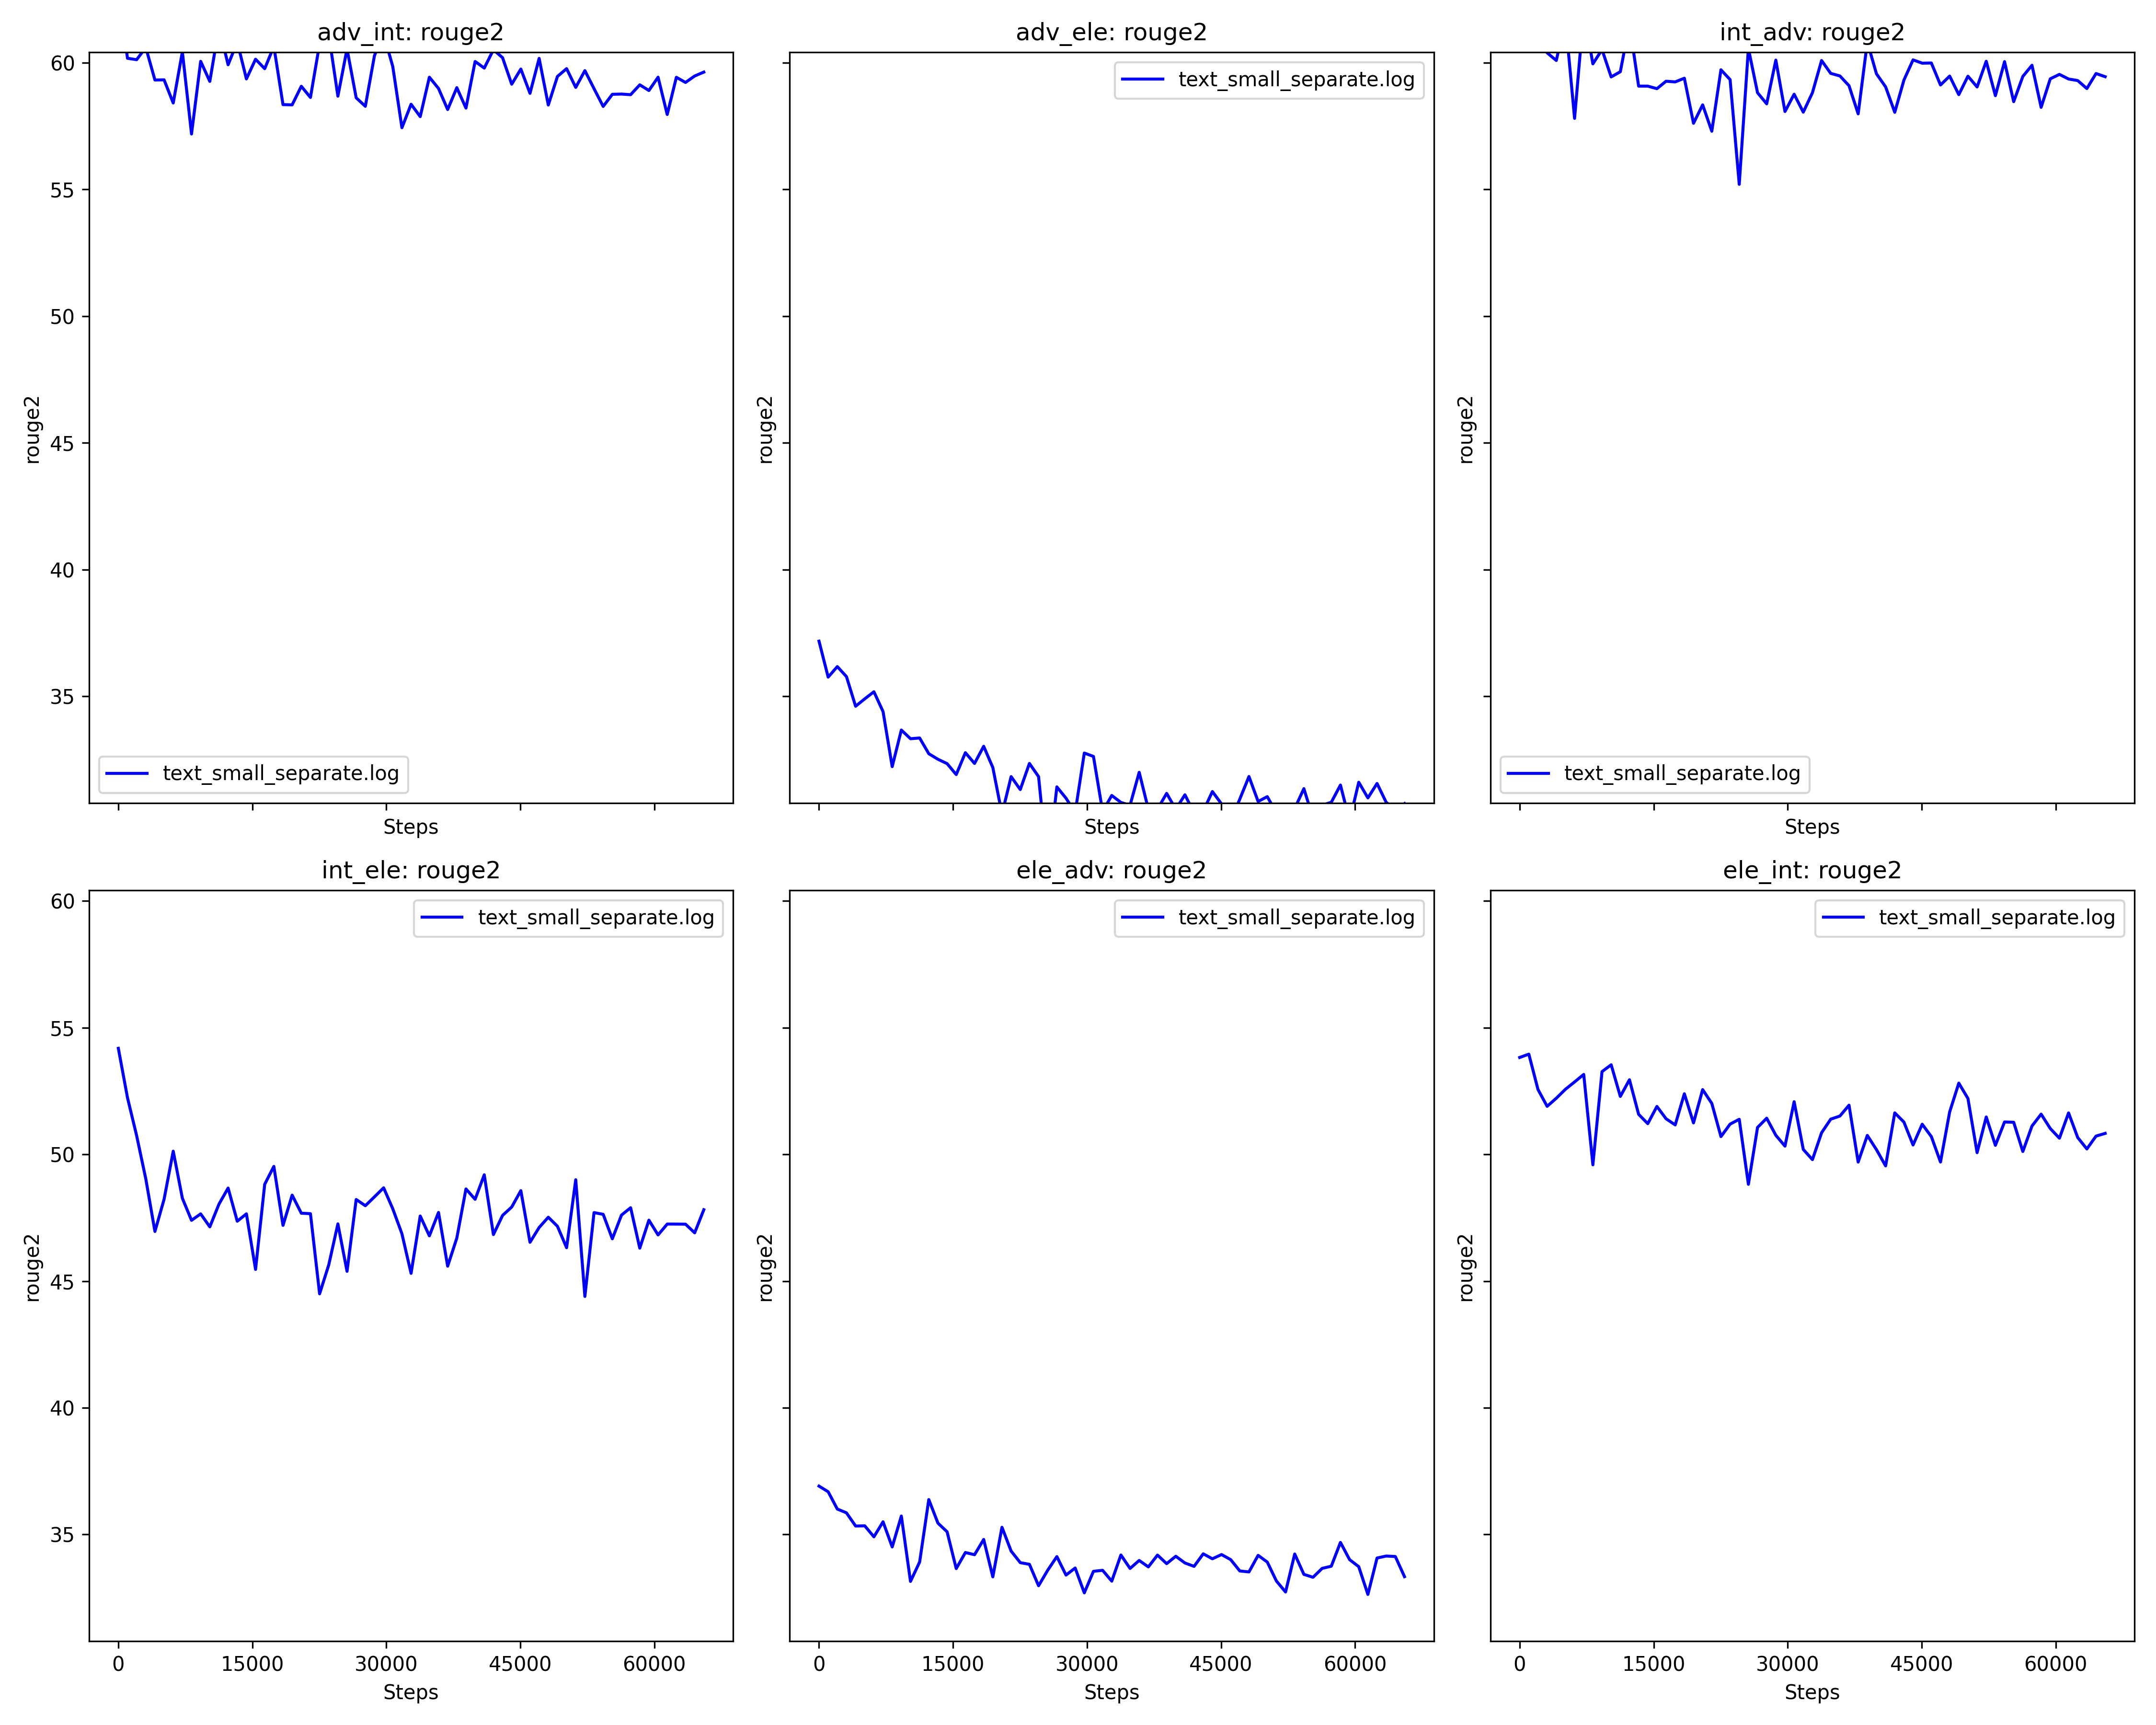 adv_int: rouge2
60
55
50
45
40
35
rouge2
text_small_separate.log
Steps
adv_ele: rouge2
rouge2
text_small_separate.log
Steps
int_adv: rouge2
rouge2
text_small_separate.log
Steps
int_ele: rouge2
60
55
50
45
40
35
rouge2
text_small_separate.log
0 15000 30000 45000 60000
Steps
ele_adv: rouge2
rouge2
text_small_separate.log
0 15000 30000 45000 60000
Steps
ele_int: rouge2
rouge2
text_small_separate.log
0 15000 30000 45000 60000
Steps